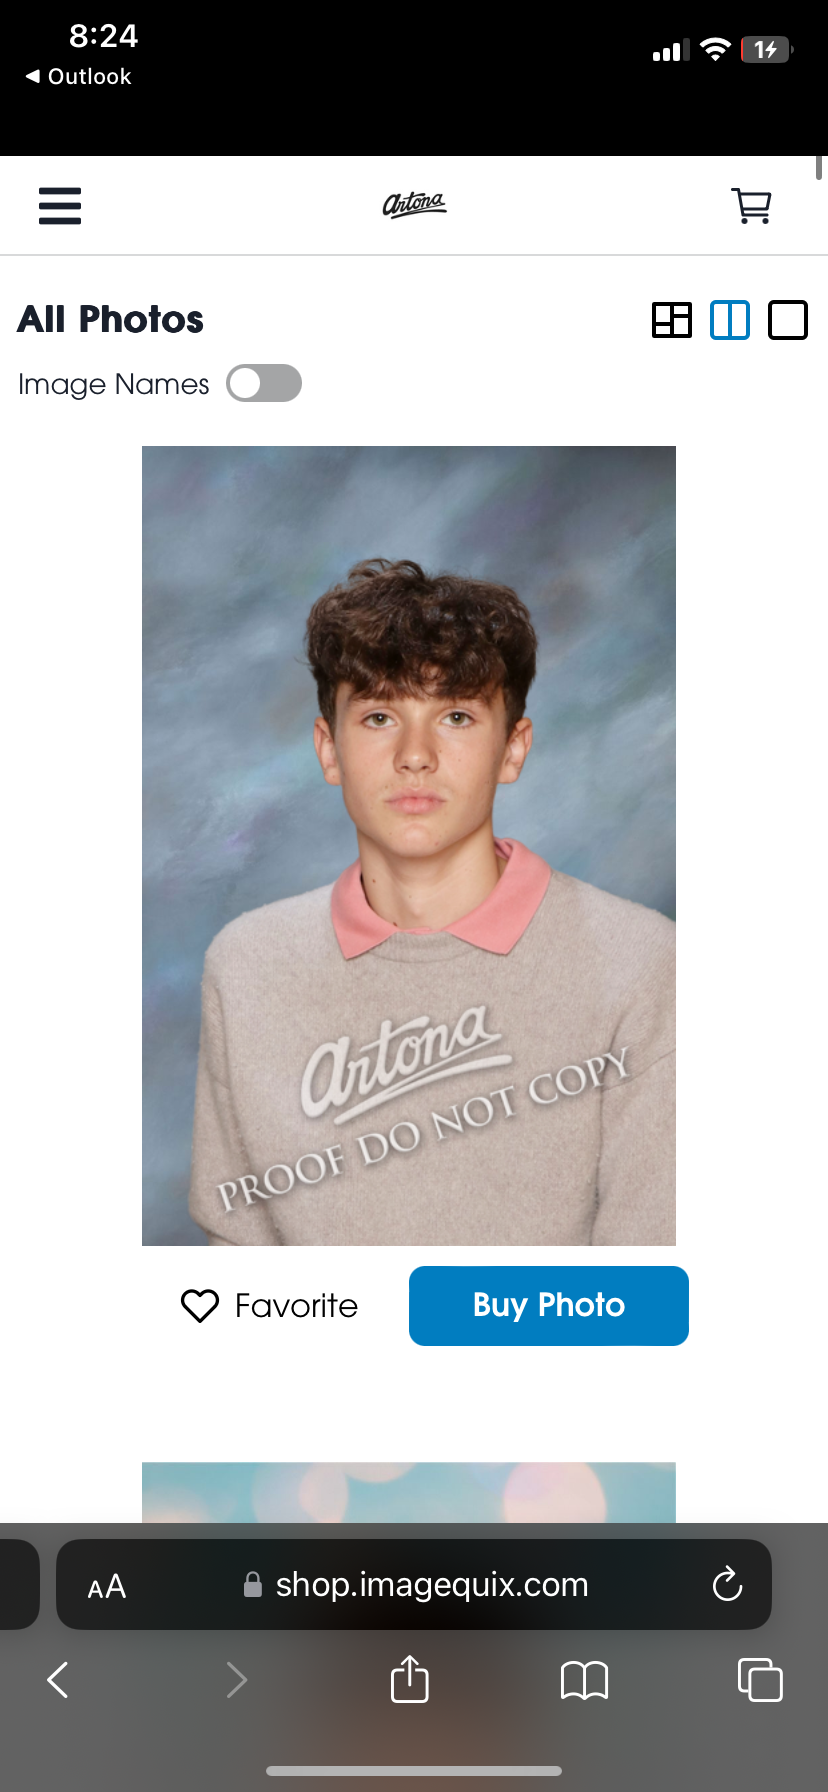 8:24
1
◀ Outlook
artona
All Photos
Image Names
artona
PROOF DO NOT COPY
Favorite
Buy Photo
AA
shop.imagequix.com